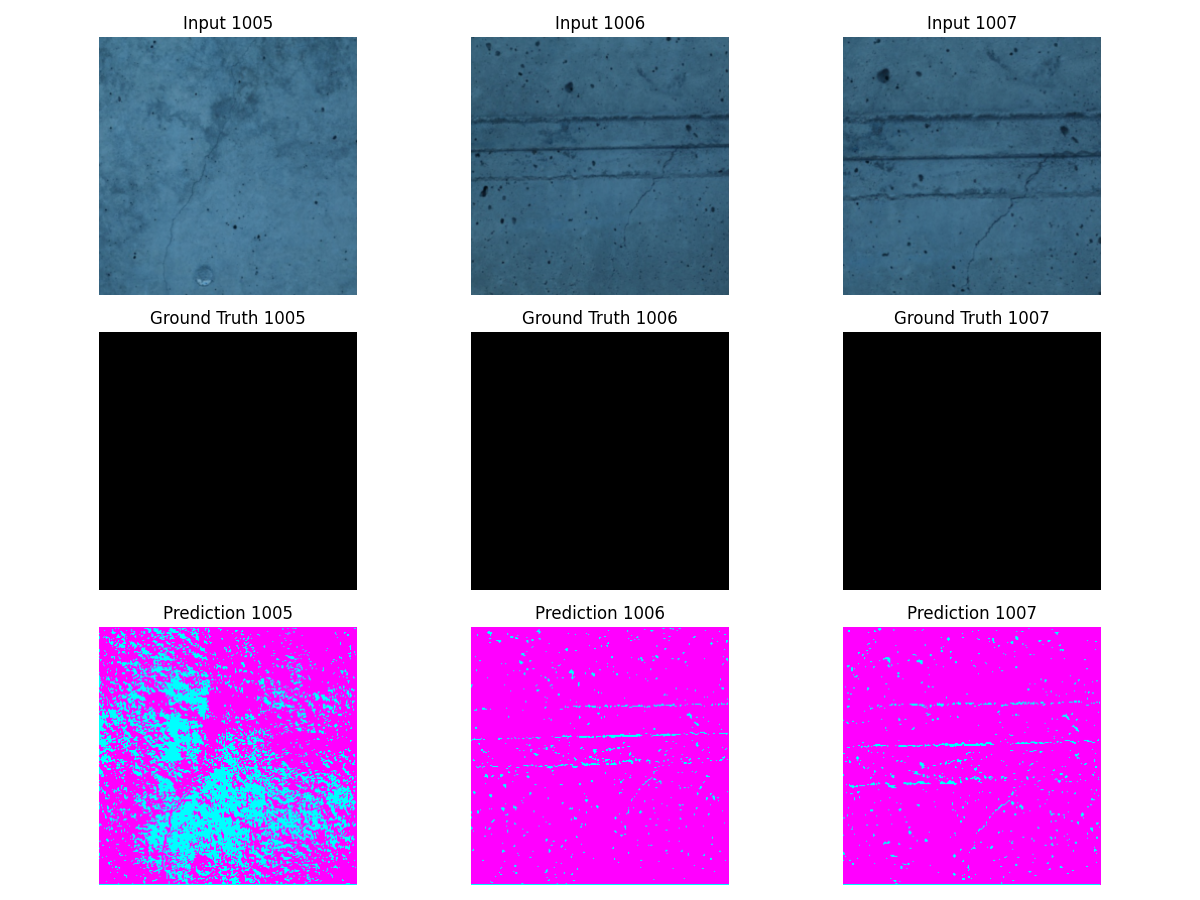 Input 1005
Input 1006
Input 1007
Ground Truth 1005
Ground Truth 1006
Ground Truth 1007
Prediction 1005
Prediction 1006
Prediction 1007